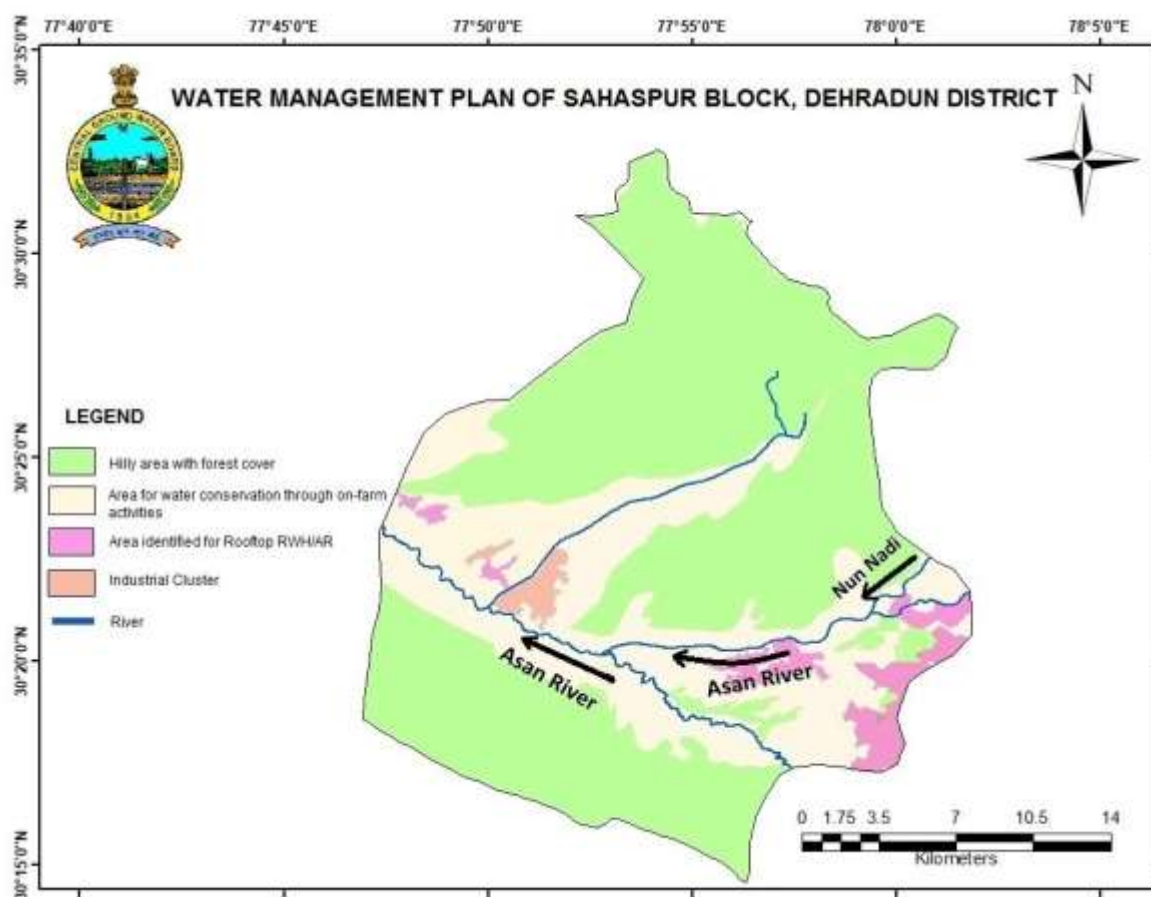 77°40'0"E 77°45'0"E 77°50'0"E 77°55'0"E 78°0'0"E 78°5'0"E
30°35'0"N
30°30'0"N
30°25'0"N
30°20'0"N
30°15'0"N
WATER MANAGEMENT PLAN OF SAHASPUR BLOCK, DEHRADUN DISTRICT
N
CENTRAL GROUND WATER BOARD
LEGEND
Hilly area with forest cover
Area for water conservation through on-farm
activities
Area identified for Rooftop RWH/AR
Industrial Cluster
River
Nun Nadi
Asan River
Asan River
0 1.75 3.5 7 10.5 14
Kilometers